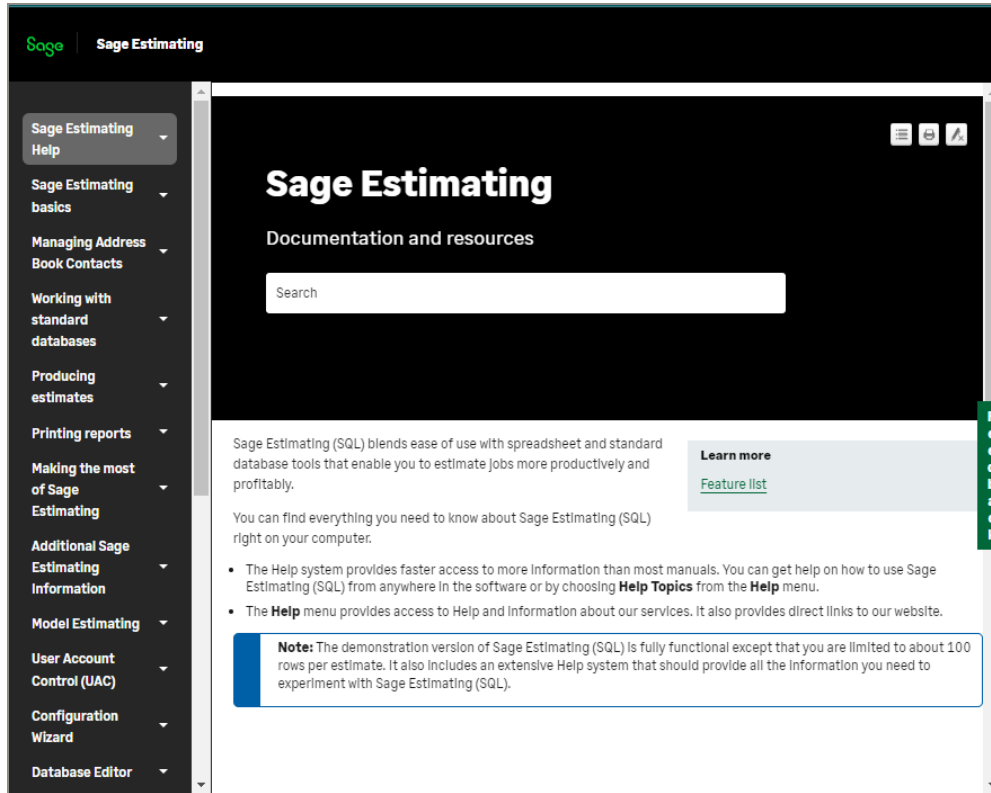 Sage
Sage Estimating
Sage Estimating
Help
Sage Estimating
basics
Managing Address
Book Contacts
Working with
standard
databases
Producing
estimates
Printing reports
Making the most
of Sage
Estimating
Additional Sage
Estimating
Information
Model Estimating
User Account
Control (UAC)
Configuration
Wizard
Database Editor
Sage Estimating
Documentation and resources
Search
Sage Estimating (SQL) blends ease of use with spreadsheet and standard
database tools that enable you to estimate jobs more productively and
profitably.
Learn more
Feature list
You can find everything you need to know about Sage Estimating (SQL)
right on your computer.
• The Help system provides faster access to more information than most manuals. You can get help on how to use Sage
Estimating (SQL) from anywhere in the software or by choosing Help Topics from the Help menu.
• The Help menu provides access to Help and information about our services. It also provides direct links to our website.
Note: The demonstration version of Sage Estimating (SQL) is fully functional except that you are limited to about 100
rows per estimate. It also includes an extensive Help system that should provide all the information you need to
experiment with Sage Estimating (SQL).